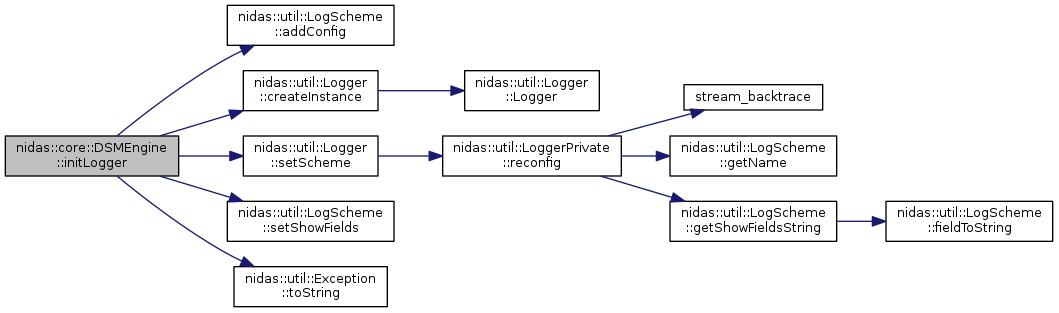 nidas::core::DSMEngine
::initLogger
nidas::util::LogScheme
::addConfig
nidas::util::Logger
::createInstance
nidas::util::Logger
::Logger
nidas::util::Logger
::setScheme
nidas::util::LoggerPrivate
::reconfig
stream_backtrace
nidas::util::LogScheme
::getName
nidas::util::LogScheme
::getShowFieldsString
nidas::util::LogScheme
::fieldToString
nidas::util::LogScheme
::setShowFields
nidas::util::Exception
::toString